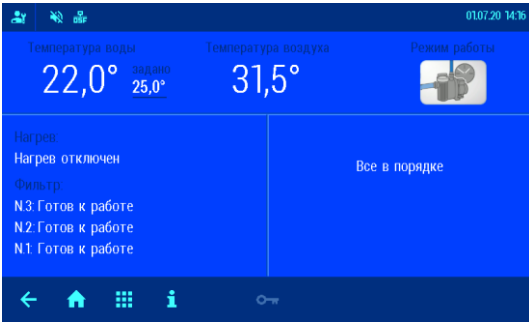 OSF
01.07.20 14:16
Температура воды
Температура воздуха
Режим работы
22,0°
задано
25,0°
31,5°
Нагрев:
Нагрев отключен
Все в порядке
Фильтр:
N.3: Готов к работе
N.2: Готов к работе
N.1: Готов к работе